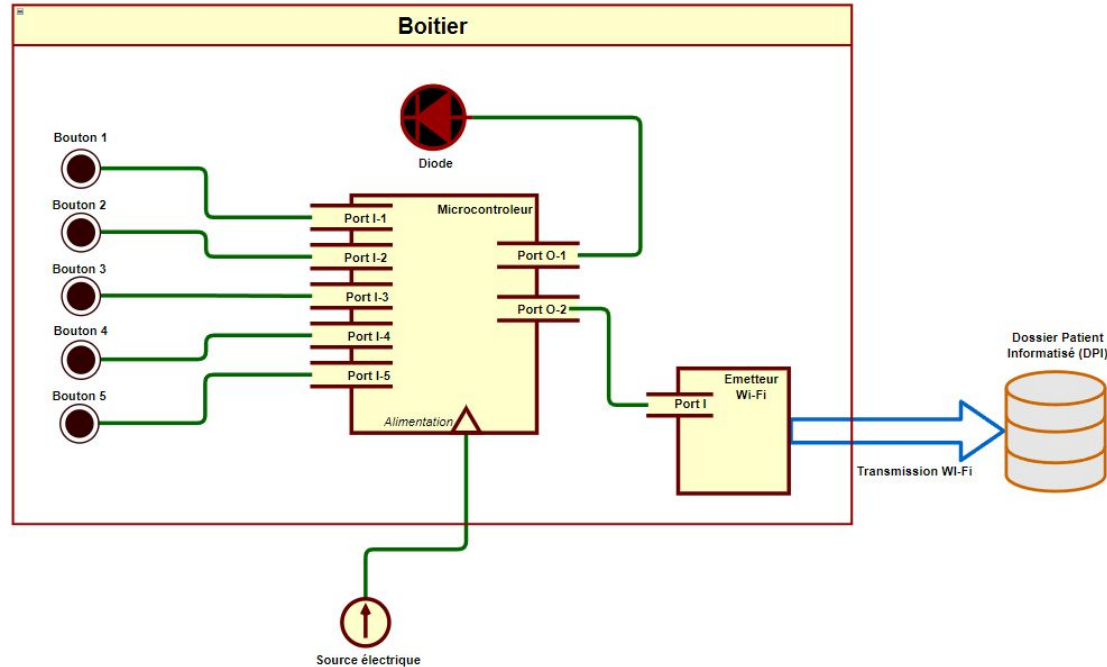 Boitier
Diode
Bouton 1
Bouton 2
Bouton 3
Bouton 4
Bouton 5
Microcontroleur
Port I-1
Port I-2
Port I-3
Port I-4
Port I-5
Port O-1
Port O-2
Alimentation
Emetteur
Wi-Fi
Port I
Transmission WI-Fi
Dossier Patient
Informatisé (DPI)
Source électrique